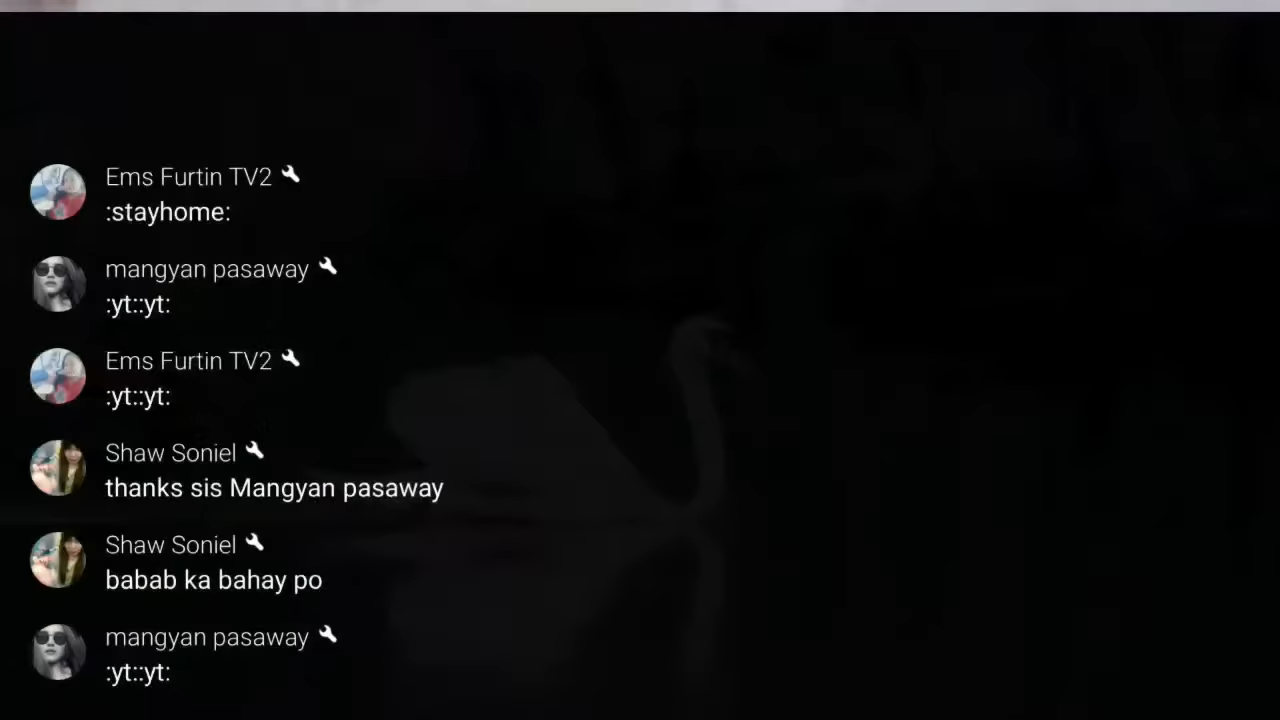 Ems Furtin TV2
:stayhome:
mangyan pasaway
:yt::yt:
Ems Furtin TV2
:yt::yt:
Shaw Soniel
thanks sis Mangyan pasaway
Shaw Soniel
babab ka bahay po
mangyan pasaway
:yt::yt: